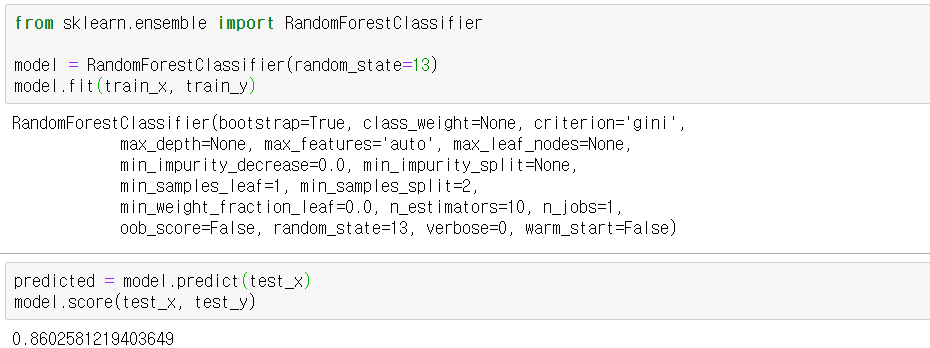 from sklearn.ensemble import RandomForestClassifier
model = RandomForestClassifier(random_state=13)
model.fit(train_x, train_y)
RandomForestClassifier(bootstrap=True, class_weight=None, criterion='gini',
max_depth=None, max_features='auto', max_leaf_nodes=None,
min_impurity_decrease=0.0, min_impurity_split=None,
min_samples_leaf=1, min_samples_split=2,
min_weight_fraction_leaf=0.0, n_estimators=10, n_jobs=1,
oob_score=False, random_state=13, verbose=0, warm_start=False)
predicted = model.predict(test_x)
model.score(test_x, test_y)
0.8602581219403649